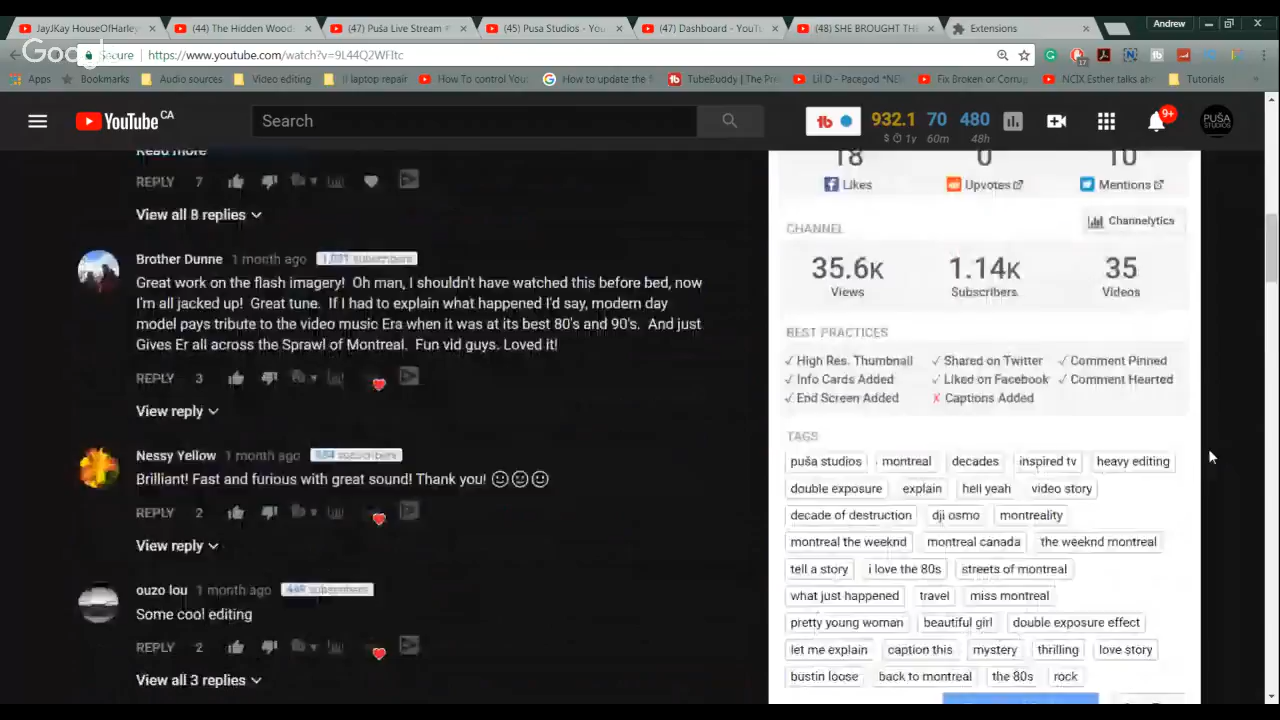 JayJKay HouseOfHarley
(44) The Hidden Woods
(47) Puša Live Stream #
(45) Pusa Studios - You
(47) Dashboard - YouTu
(48) SHE BROUGHT THE
Extensions
Andrew
Secure
https://www.youtube.com/watch?v=9L44Q2WFltc
Apps
Bookmarks
Audio sources
Video editing
II laptop repair
How To control You
How to update the
TubeBuddy | The Pr
Lil D - Pacegod *NE
Fix Broken or Corrup
NCIX Esther talks ab
Tutorials
YouTube CA
Search
932.1 70 480
$ 1y 60m 48h
9+
PUŠA STUDIOS
Read more
REPLY 7
View all 8 replies
Brother Dunne 1 month ago subscribers
Great work on the flash imagery! Oh man, I shouldn't have watched this before bed, now
I'm all jacked up! Great tune. If I had to explain what happened I'd say, modern day
model pays tribute to the video music Era when it was at its best 80's and 90's. And just
Gives Er all across the Sprawl of Montreal. Fun vid guys. Loved it!
REPLY 3
View reply
Nessy Yellow 1 month ago subscribers
Brilliant! Fast and furious with great sound! Thank you!
REPLY 2
View reply
ouzo lou 1 month ago subscribers
Some cool editing
REPLY 2
View all 3 replies
18 0 10
Likes Upvotes Mentions
CHANNEL
Channelytics
35.6K 1.14K 35
Views Subscribers Videos
BEST PRACTICES
✓ High Res. Thumbnail ✓ Shared on Twitter ✓ Comment Pinned
✓ Info Cards Added ✓ Liked on Facebook ✓ Comment Hearted
✓ End Screen Added ✗ Captions Added
TAGS
puša studios montreal decades inspired tv heavy editing
double exposure explain hell yeah video story
decade of destruction dji osmo montreality
montreal the weeknd montreal canada the weeknd montreal
tell a story i love the 80s streets of montreal
what just happened travel miss montreal
pretty young woman beautiful girl double exposure effect
let me explain caption this mystery thrilling love story
bustin loose back to montreal the 80s rock